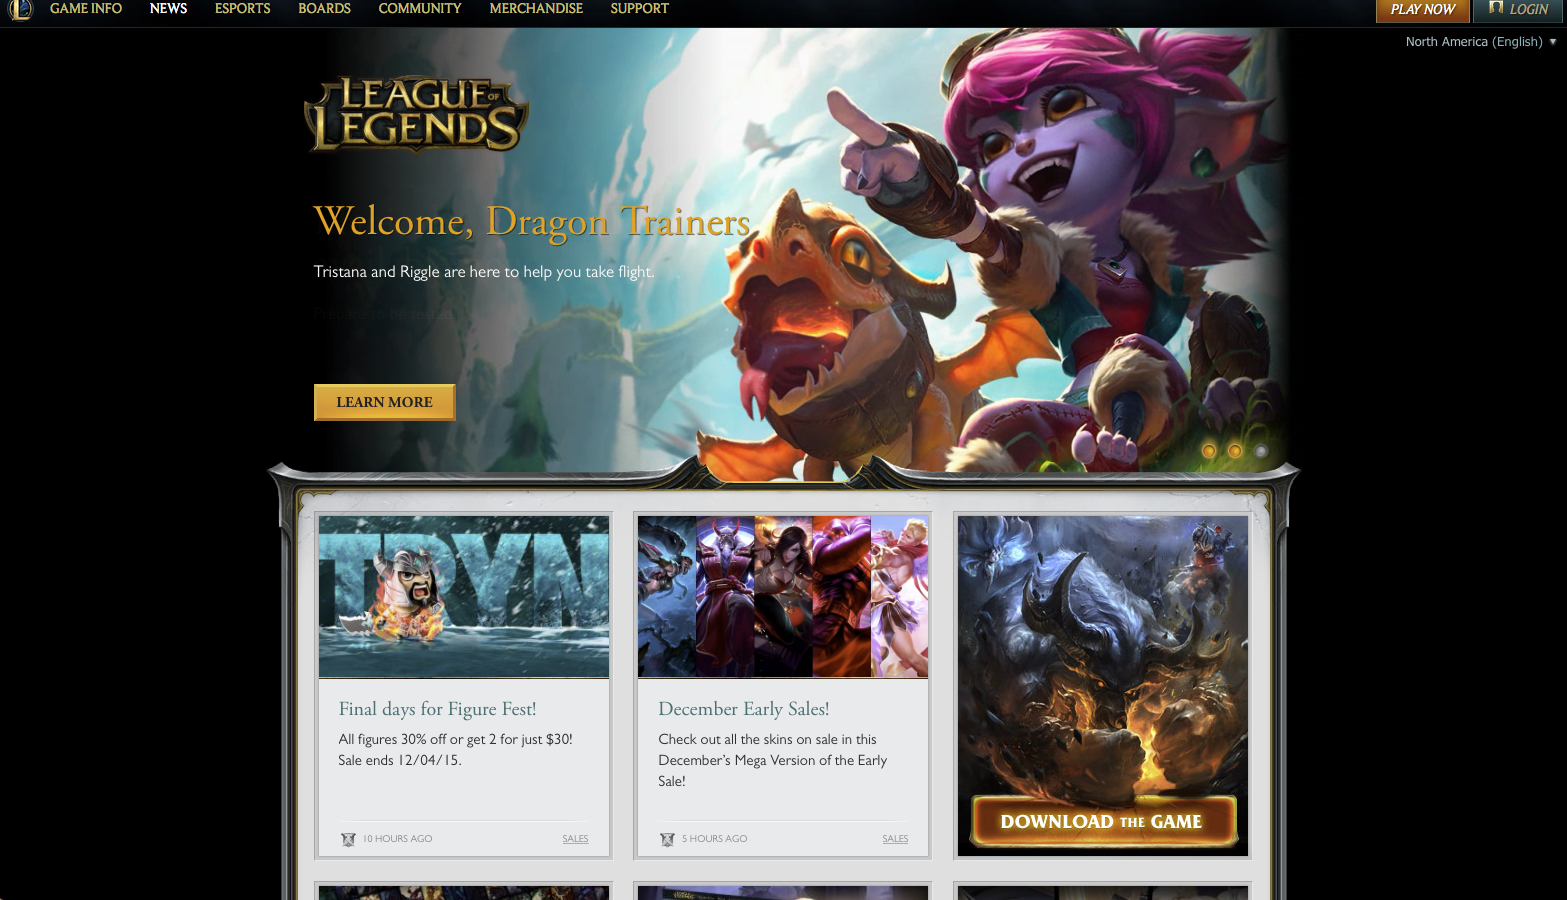 GAME INFO
NEWS
ESPORTS
BOARDS
COMMUNITY
MERCHANDISE
SUPPORT
PLAY NOW
LOGIN
North America (English)
LEAGUE OF
LEGENDS
Welcome, Dragon Trainers
Tristana and Riggle are here to help you take flight.
Prepare to be tested.
LEARN MORE
TRYN
Final days for Figure Fest!
All figures 30% off or get 2 for just $30!
Sale ends 12/04/15.
10 HOURS AGO
SALES
December Early Sales!
Check out all the skins on sale in this
December's Mega Version of the Early
Sale!
5 HOURS AGO
SALES
DOWNLOAD THE GAME